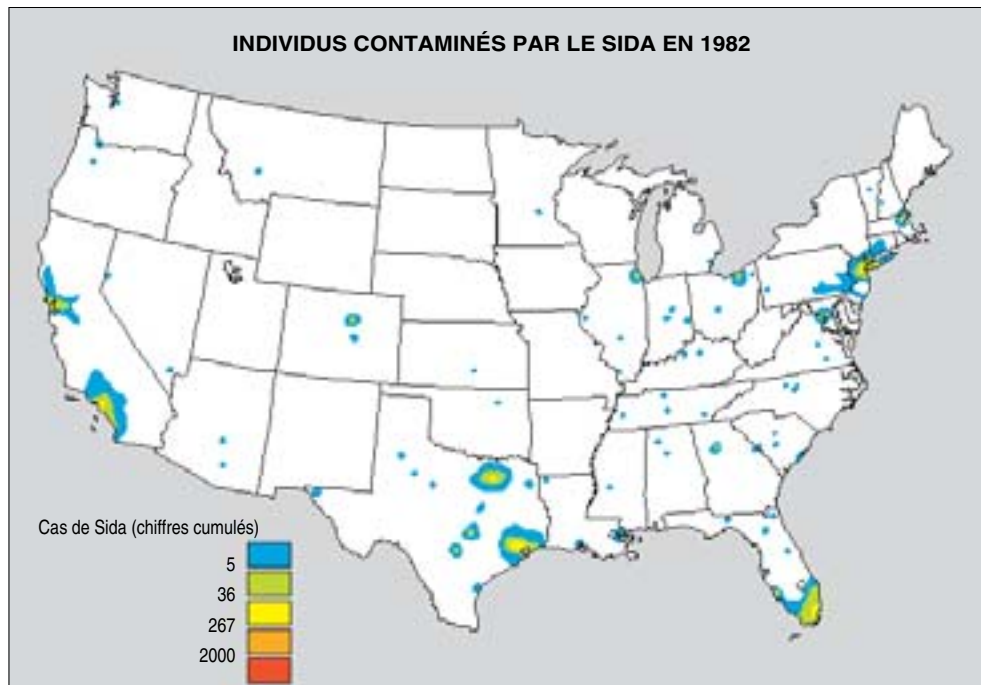 INDIVIDUS CONTAMINÉS PAR LE SIDA EN 1982
Cas de Sida (chiffres cumulés)
5
36
267
2000